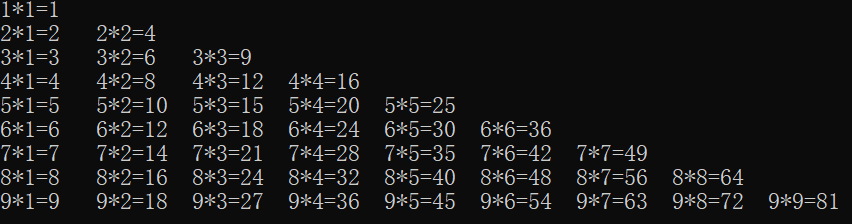 1*1=1
2*1=2 2*2=4
3*1=3 3*2=6 3*3=9
4*1=4 4*2=8 4*3=12 4*4=16
5*1=5 5*2=10 5*3=15 5*4=20 5*5=25
6*1=6 6*2=12 6*3=18 6*4=24 6*5=30 6*6=36
7*1=7 7*2=14 7*3=21 7*4=28 7*5=35 7*6=42 7*7=49
8*1=8 8*2=16 8*3=24 8*4=32 8*5=40 8*6=48 8*7=56 8*8=64
9*1=9 9*2=18 9*3=27 9*4=36 9*5=45 9*6=54 9*7=63 9*8=72 9*9=81